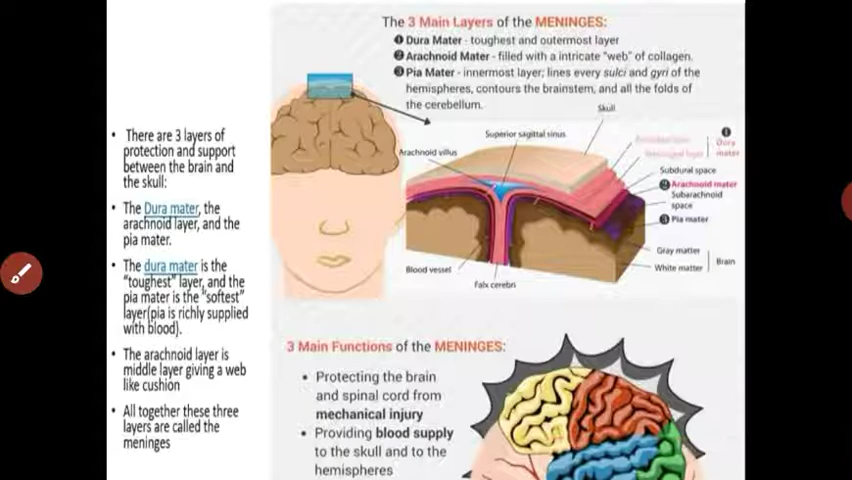 • There are 3 layers of
protection and support
between the brain and
the skull:
• The Dura mater, the
arachnoid layer, and the
pia mater.
• The dura mater is the
"toughest" layer, and the
pia mater is the "softest"
layer(pia is richly supplied
with blood).
• The arachnoid layer is
middle layer giving a web
like cushion
• All together these three
layers are called the
meninges
The 3 Main Layers of the MENINGES:
❶ Dura Mater - toughest and outermost layer
❷ Arachnoid Mater - filled with a intricate "web" of collagen.
❸ Pia Mater - innermost layer; lines every sulci and gyri of the
hemispheres, contours the brainstem, and all the folds of
the cerebellum.
Skull
Superior sagittal sinus
Arachnoid villus
❶
Dura
mater
Subdural space
❷ Arachnoid mater
Subarachnoid
space
❸ Pia mater
Gray matter
White matter
Brain
Blood vessel
Falx cerebri
3 Main Functions of the MENINGES:
• Protecting the brain
and spinal cord from
mechanical injury
• Providing blood supply
to the skull and to the
hemispheres